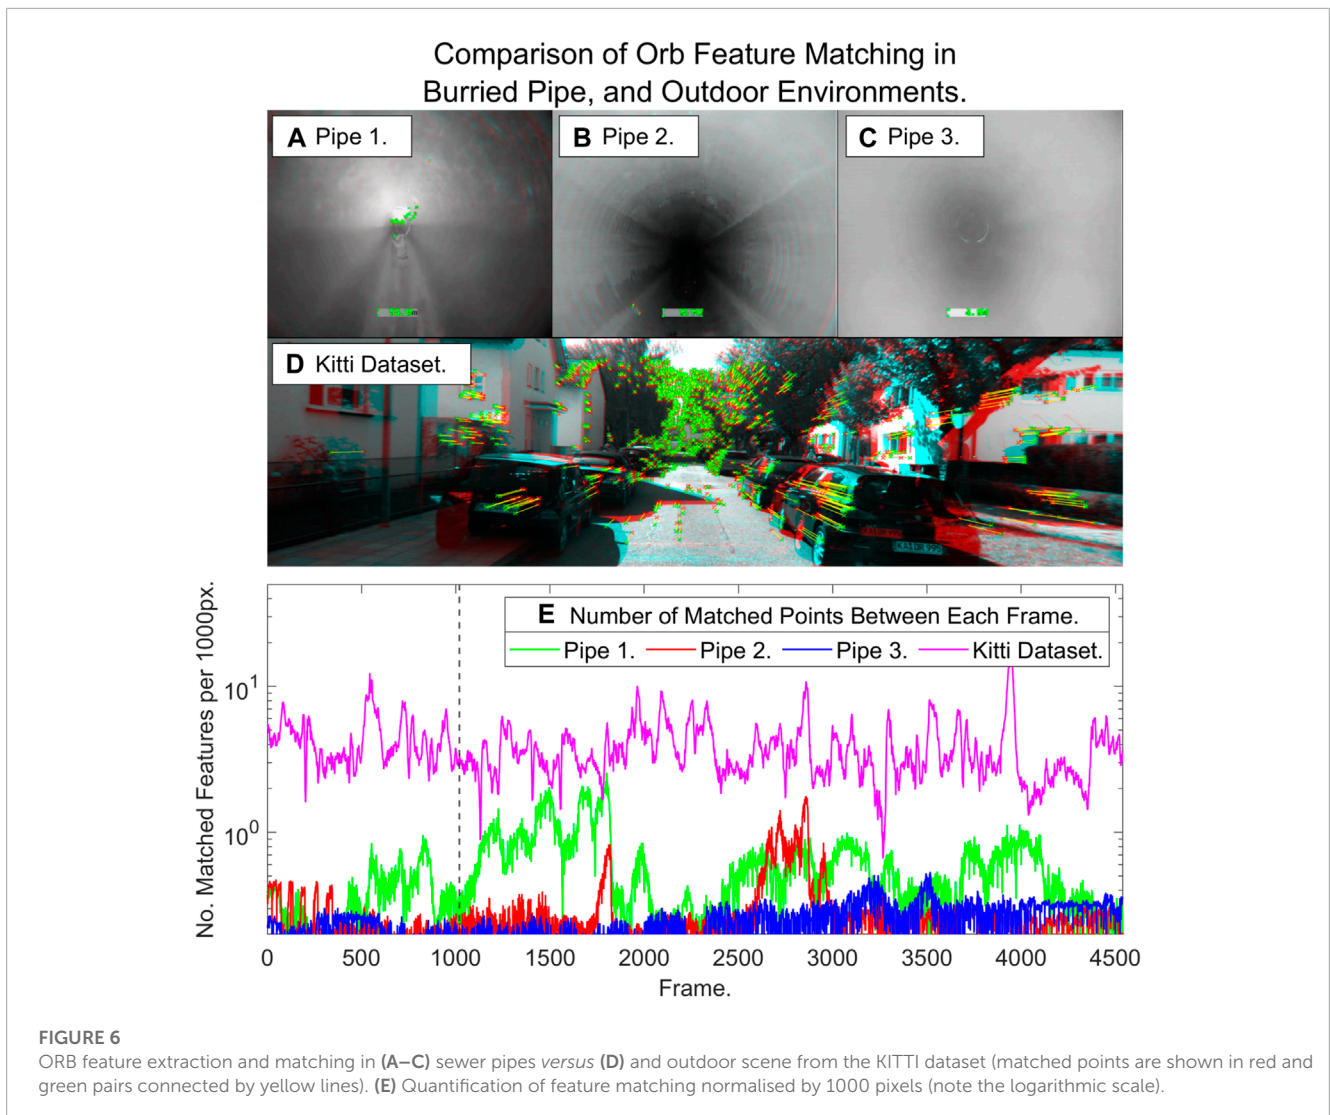 Comparison of Orb Feature Matching in
Burried Pipe, and Outdoor Environments.
A Pipe 1.
B Pipe 2.
C Pipe 3.
D Kitti Dataset.
E Number of Matched Points Between Each Frame.
Pipe 1. Pipe 2. Pipe 3. Kitti Dataset.
No. Matched Features per 1000px.
10^1
10^0
0 500 1000 1500 2000 2500 3000 3500 4000 4500
Frame.
FIGURE 6
ORB feature extraction and matching in (A–C) sewer pipes versus (D) and outdoor scene from the KITTI dataset (matched points are shown in red and
green pairs connected by yellow lines). (E) Quantification of feature matching normalised by 1000 pixels (note the logarithmic scale).